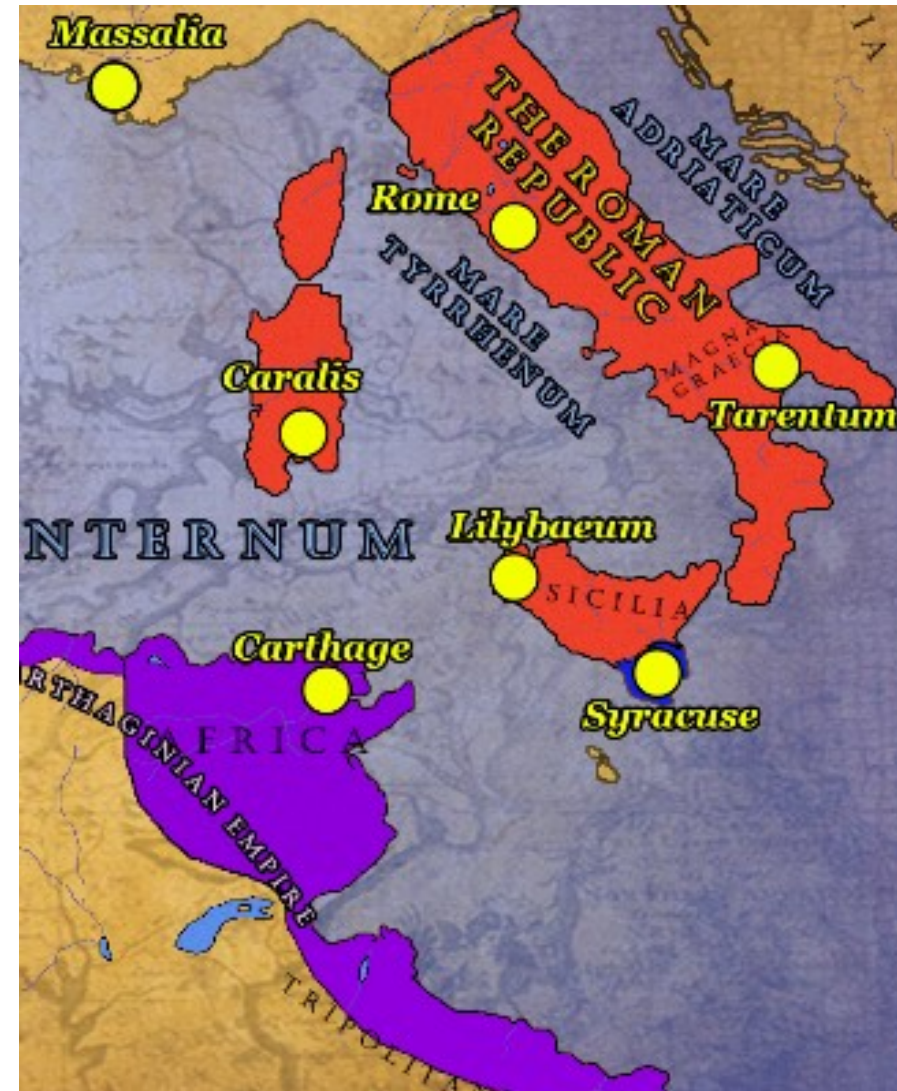 Massalia
THE ROMAN
REPUBLIC
MARE
ADRIATICUM
IA
Rome
MARE
TYRRHENUM
MAGNA
GRAECIA
Caralis
Tarentum
NTERNUM
Lilybaeum
SICILIA
Carthage
Syracuse
AFRICA
RTHAGINIAN EMPIRE
TRIPOLITA